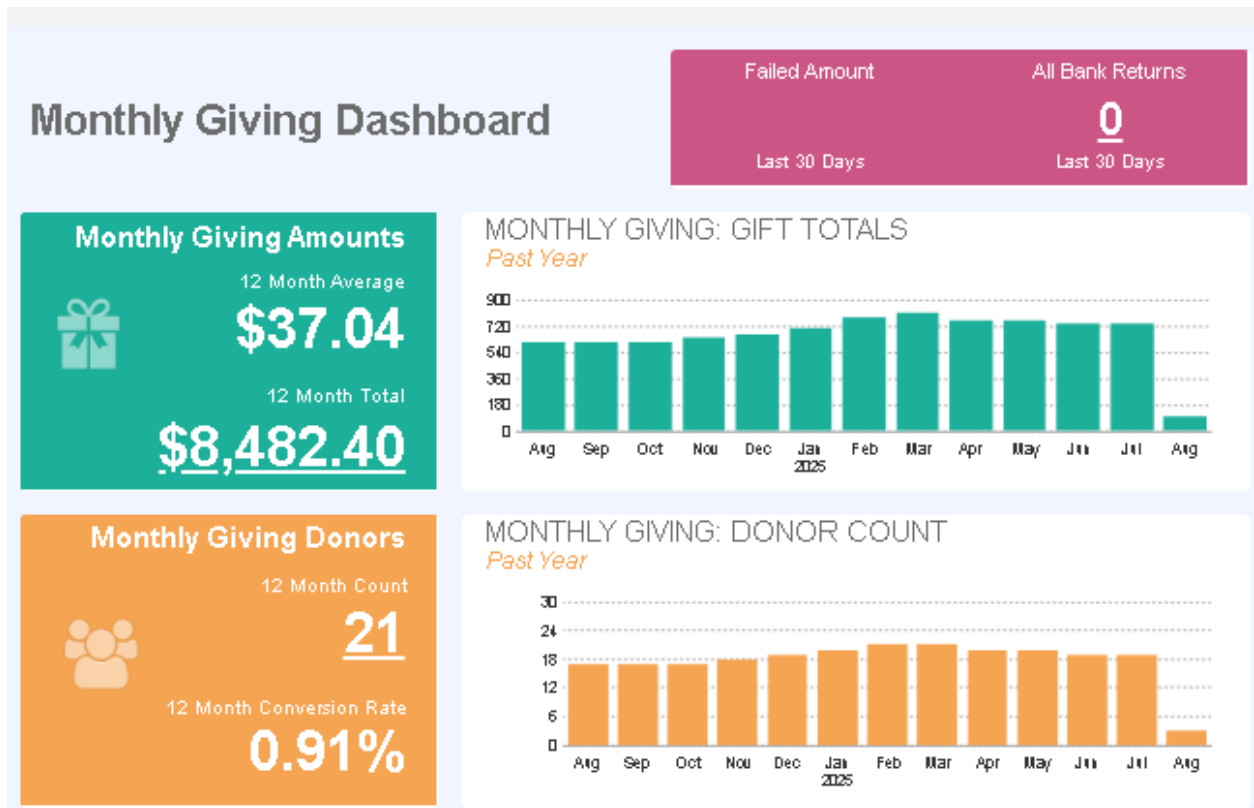 Failed Amount
All Bank Returns
Monthly Giving Dashboard
0
Last 30 Days
Last 30 Days
Monthly Giving Amounts
12 Month Average
$37.04
12 Month Total
$8,482.40
MONTHLY GIVING: GIFT TOTALS
Past Year
900
720
540
360
180
0
Aug Sep Oct Nov Dec Jan Feb Mar Apr May Jun Jul Aug
2025
Monthly Giving Donors
12 Month Count
21
12 Month Conversion Rate
0.91%
MONTHLY GIVING: DONOR COUNT
Past Year
30
24
18
12
6
0
Aug Sep Oct Nov Dec Jan Feb Mar Apr May Jun Jul Aug
2025